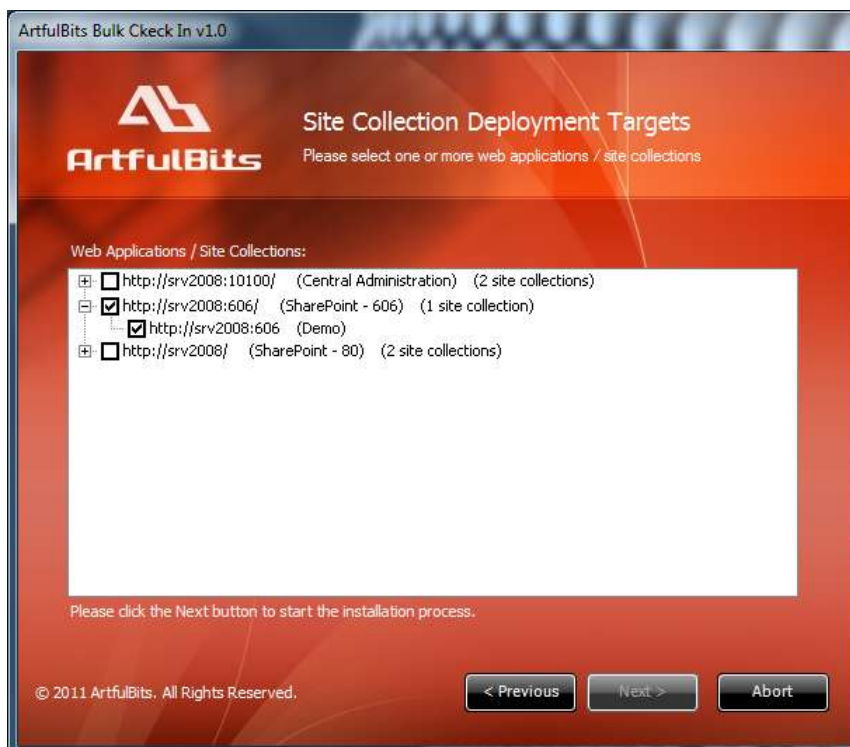 ArtfulBits Bulk Ckeck In v1.0
ArtfulBits
Site Collection Deployment Targets
Please select one or more web applications / site collections
Web Applications / Site Collections:
http://srv2008:10100/ (Central Administration) (2 site collections)
http://srv2008:606/ (SharePoint - 606) (1 site collection)
http://srv2008:606 (Demo)
http://srv2008/ (SharePoint - 80) (2 site collections)
Please click the Next button to start the installation process.
© 2011 ArtfulBits. All Rights Reserved.
< Previous
Next >
Abort